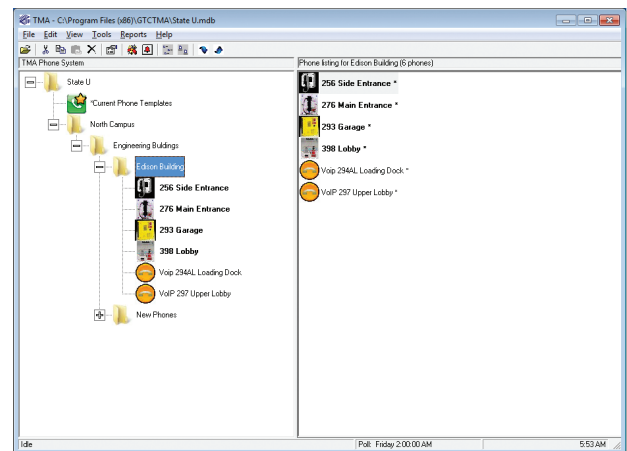 TMA - C:\Program Files (x86)\GTCTMA\State U.mdb
File Edit View Tools Reports Help
TMA Phone System
Phone listing for Edison Building (6 phones)
State U
*Current Phone Templates
North Campus
Engineering Buildings
Edison Building
256 Side Entrance
276 Main Entrance
293 Garage
398 Lobby
Voip 294AL Loading Dock
VoIP 297 Upper Lobby
New Phones
256 Side Entrance *
276 Main Entrance *
293 Garage *
398 Lobby *
Voip 294AL Loading Dock *
VoIP 297 Upper Lobby *
Idle
Poll: Friday 2:00:00 AM
5:53 AM